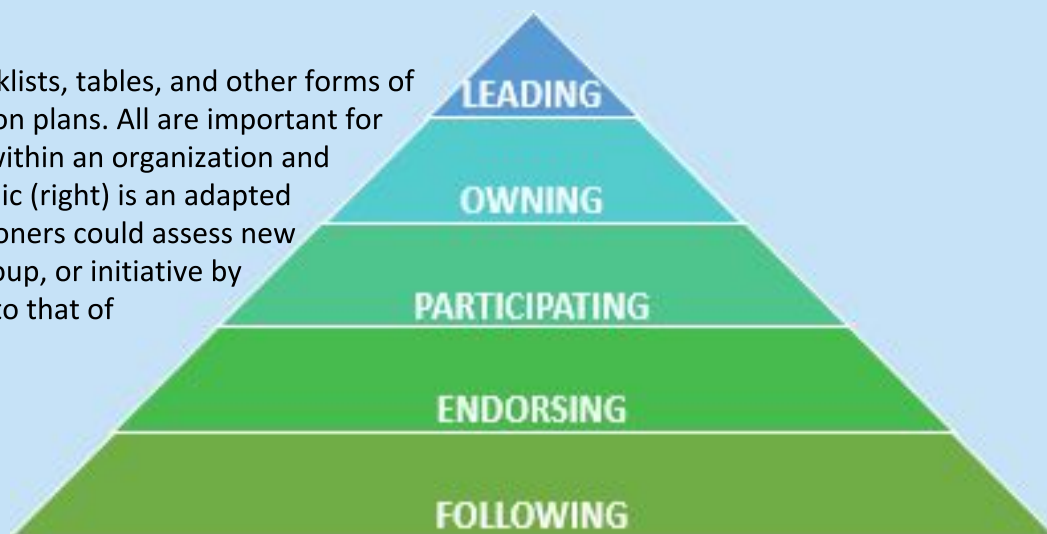 klists, tables, and other forms of
on plans. All are important for
within an organization and
ic (right) is an adapted
oners could assess new
oup, or initiative by
to that of
LEADING
OWNING
PARTICIPATING
ENDORSING
FOLLOWING